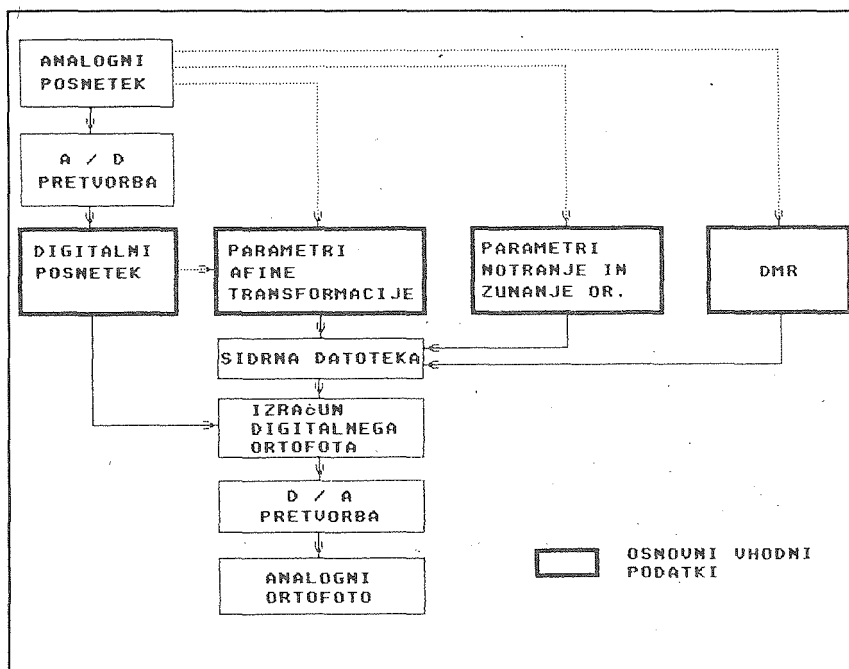 ANALOGNI
POSNETEK
A / D
PRETVORBA
DIGITALNI
POSNETEK
PARAMETRI
AFINE
TRANSFORMACIJE
PARAMETRI
NOTRANJE IN
ZUNANJE OR.
DMR
SIDRNA DATOTEKA
IZRAČUN
DIGITALNEGA
ORTOFOTA
D / A
PRETVORBA
ANALOGNI
ORTOFOTO
OSNOVNI VHODNI
PODATKI